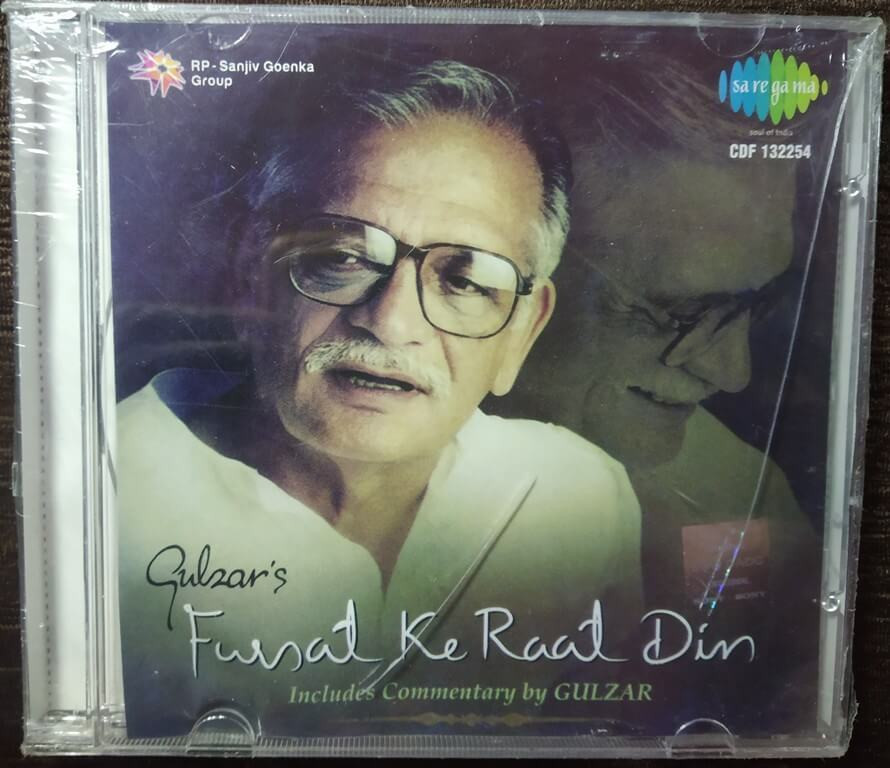 RP - Sanjiv Goenka
Group
sa re ga ma
soul of India
CDF 132254
Gulzar's
Fursat Ke Raat Din
Includes Commentary by GULZAR